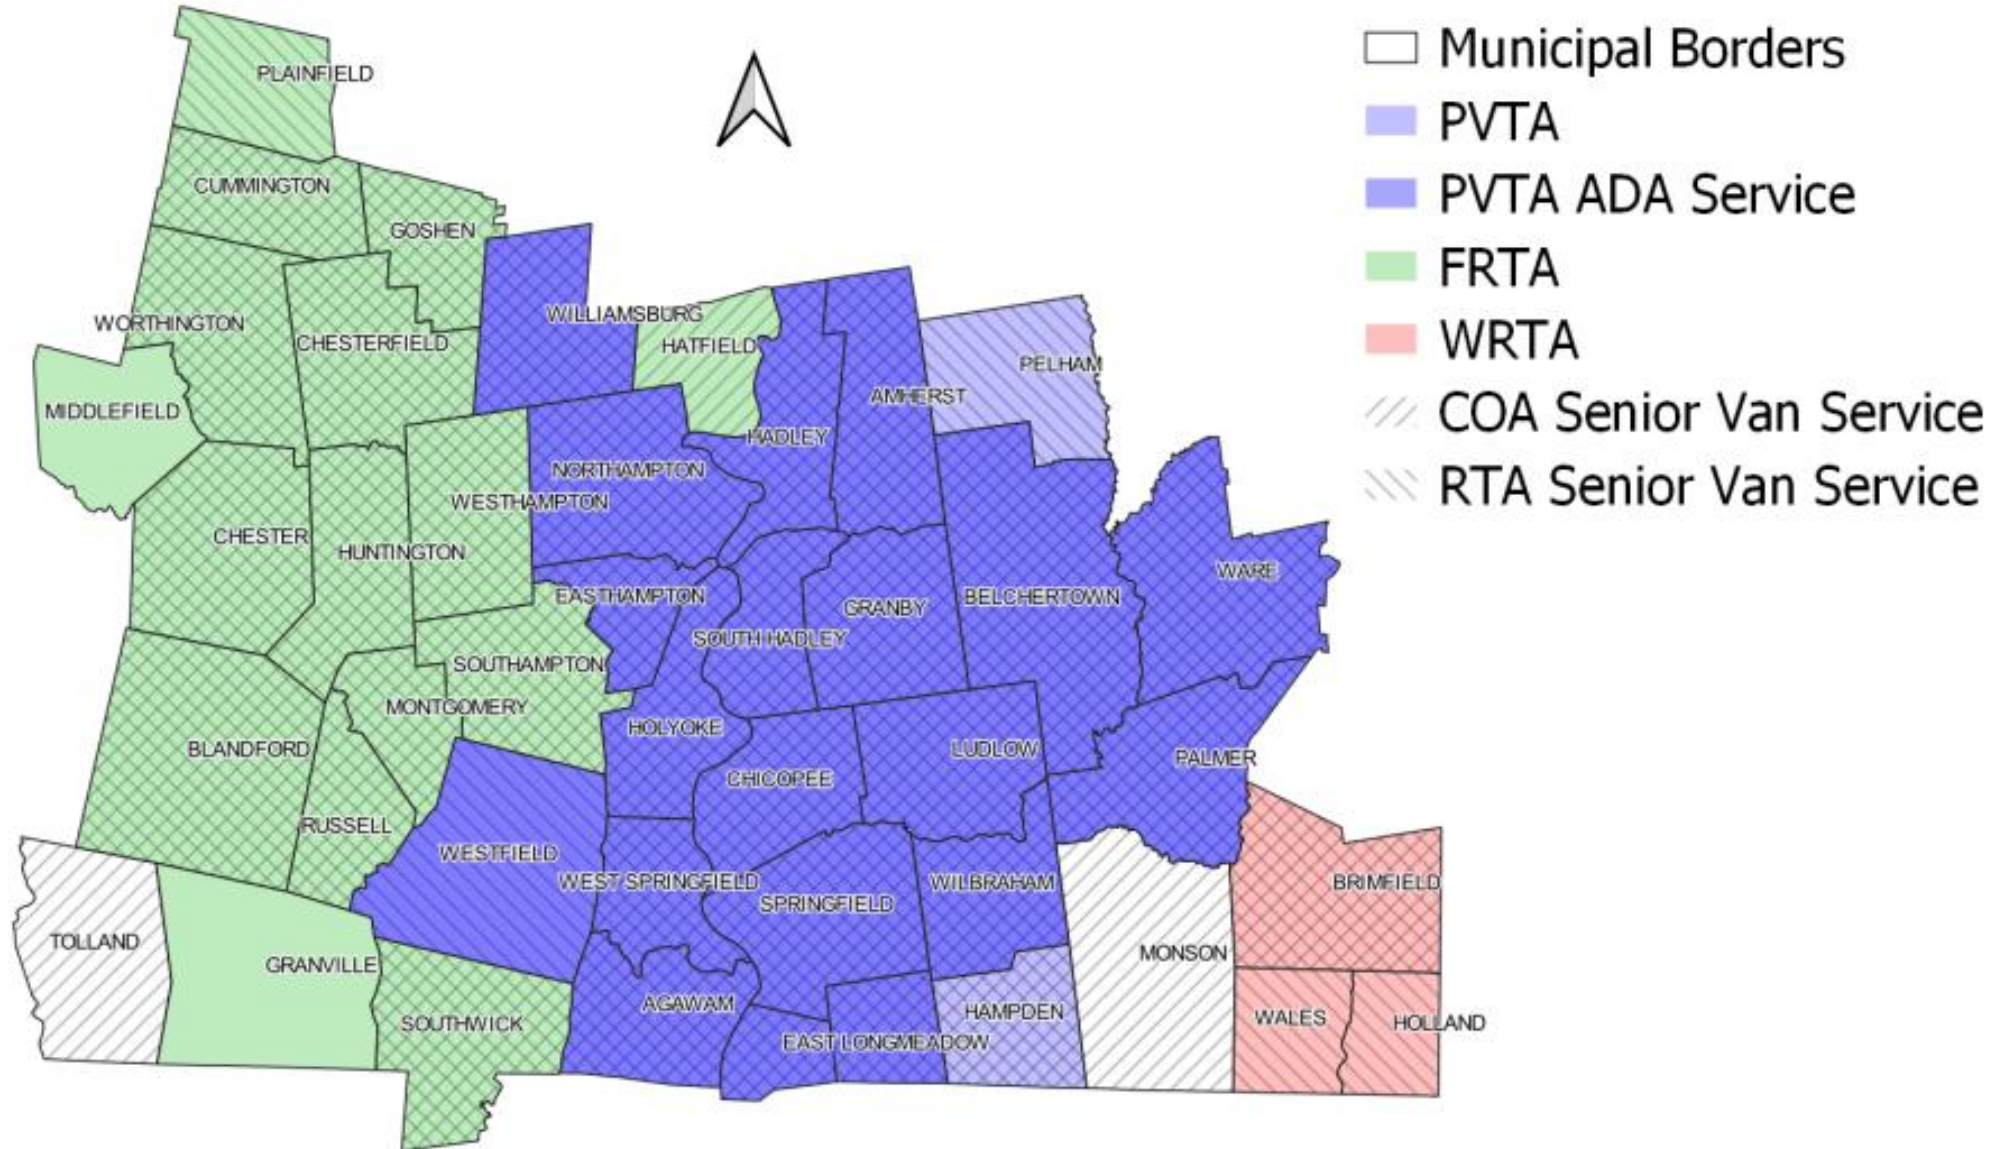 Municipal Borders
PVTA
PVTA ADA Service
FRTA
WRTA
COA Senior Van Service
RTA Senior Van Service
PLAINFIELD
CUMMINGTON
GOSHEN
WILLIAMSBURG
WORTHINGTON
CHESTERFIELD
HATFIELD
PELHAM
AMHERST
MIDDLEFIELD
HADLEY
NORTHAMPTON
WESTHAMPTON
CHESTER
HUNTINGTON
WARE
EASTHAMPTON
BELCHERTOWN
GRANBY
SOUTH HADLEY
SOUTHAMPTON
MONTGOMERY
HOLYOKE
BLANDFORD
LUDLOW
PALMER
CHICOPEE
RUSSELL
WESTFIELD
WEST SPRINGFIELD
WILBRAHAM
BRIMFIELD
SPRINGFIELD
TOLLAND
MONSON
GRANVILLE
AGAWAM
HAMPDEN
WALES
SOUTHWICK
HOLLAND
EAST LONGMEADOW